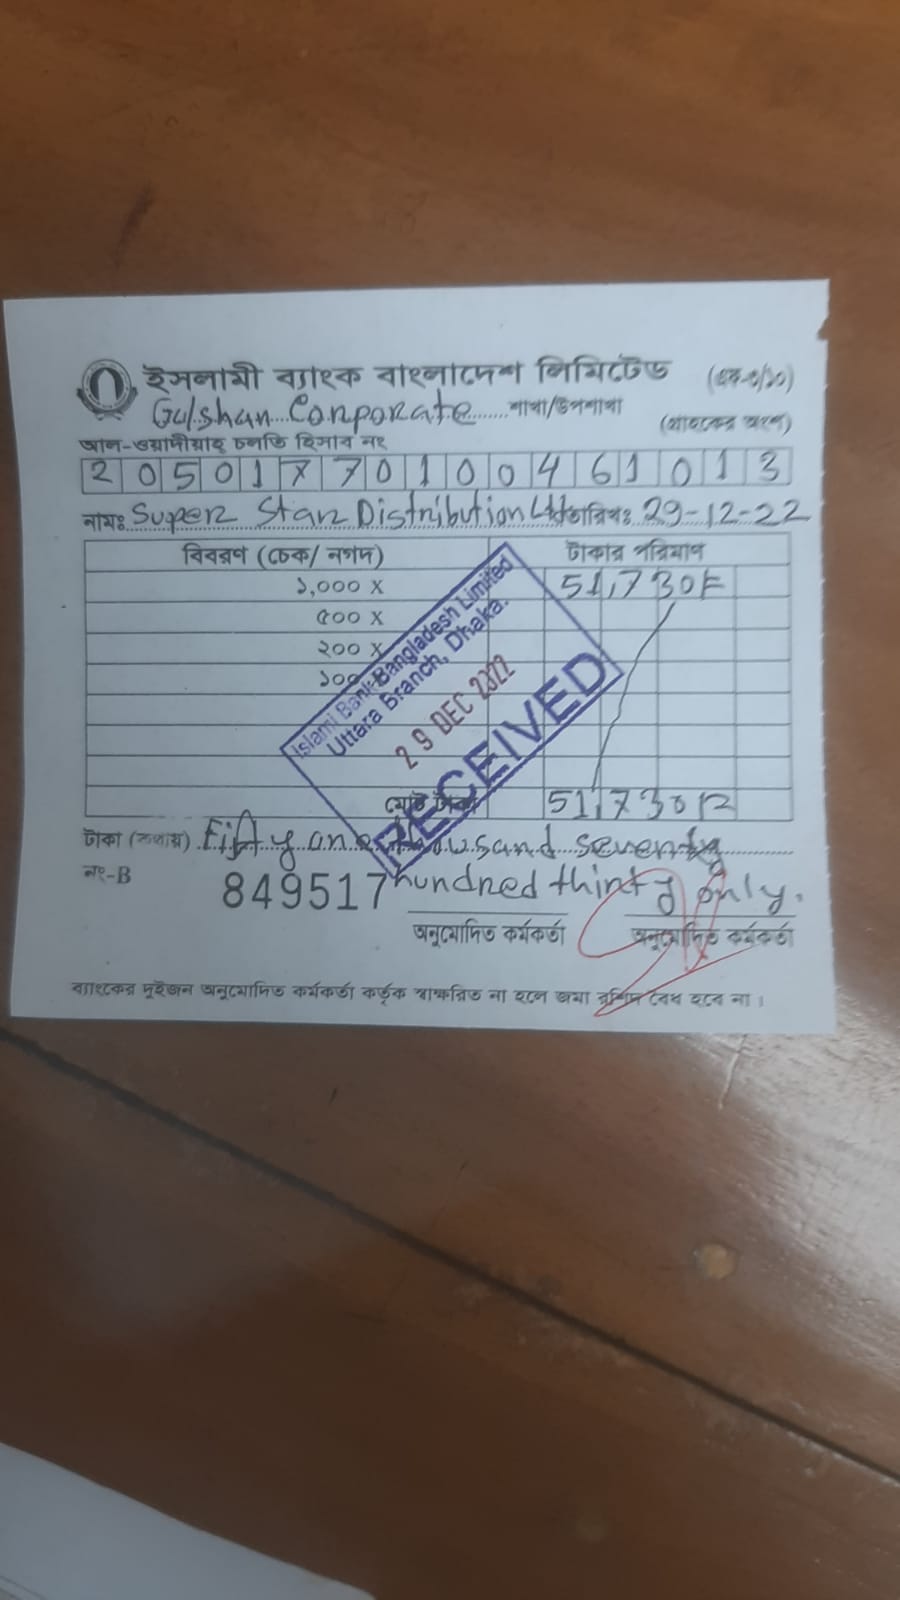 ইসলামী ব্যাংক বাংলাদেশ লিমিটেড (এফ-৩/১০)
Gulshan Corporate শাখা/উপশাখা (গ্রাহকের অংশ)
আল-ওয়াদীয়াহ্ চলতি হিসাব নং
2 0 5 0 1 7 7 0 1 0 0 4 6 1 0 1 3
নামঃ Super Star Distribution Ltd তারিখঃ 29-12-22
বিবরণ (চেক/ নগদ) টাকার পরিমাণ
১,০০০ X 51,730/=
৫০০ X
২০০ X
১০০
Islami Bank Bangladesh Limited
Uttara Branch, Dhaka.
29 DEC 2022
RECEIVED
মোট টাকা 51,730/=
টাকা (কথায়) Fifty one thousand seventy
নং-B 849517 hundred thirty only.
অনুমোদিত কর্মকর্তা অনুমোদিত কর্মকর্তা
ব্যাংকের দুইজন অনুমোদিত কর্মকর্তা কর্তৃক স্বাক্ষরিত না হলে জমা রশিদ বৈধ হবে না।